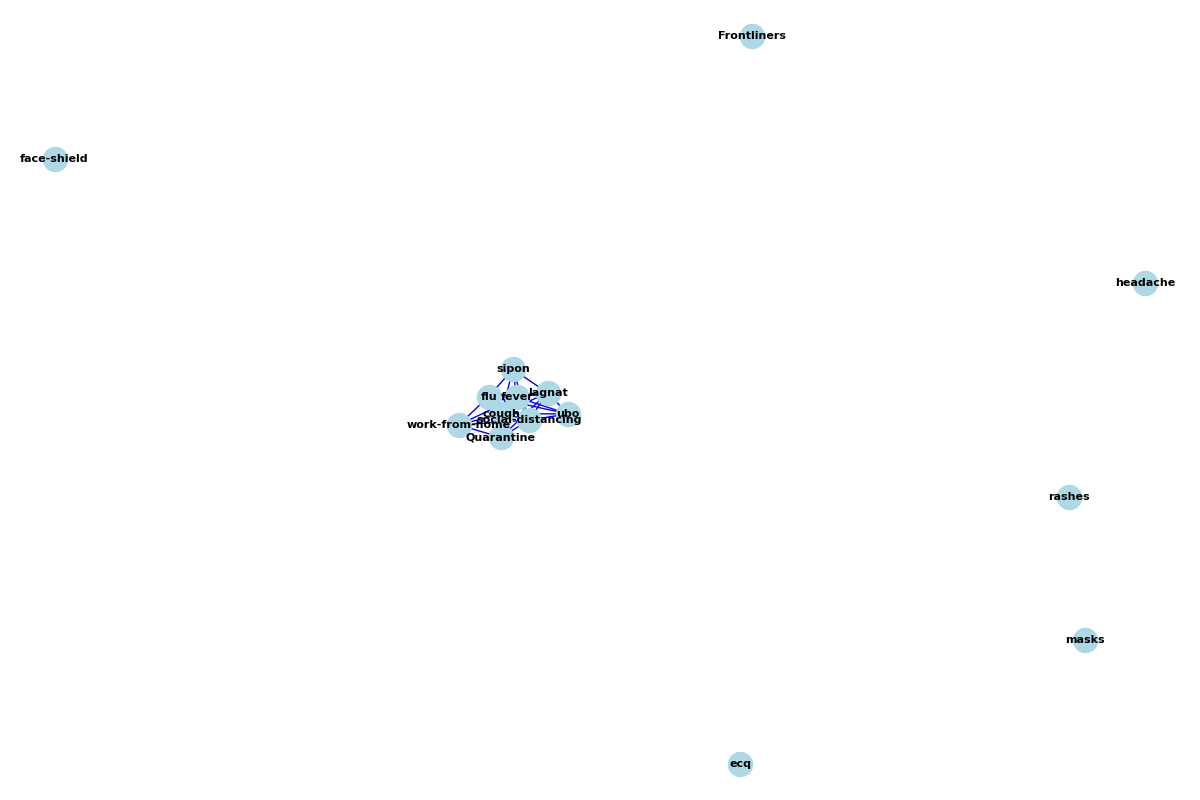 Frontliners
face-shield
headache
sipon
flu
fever
lagnat
cough
ubo
social-distancing
work-from-home
Quarantine
rashes
masks
ecq